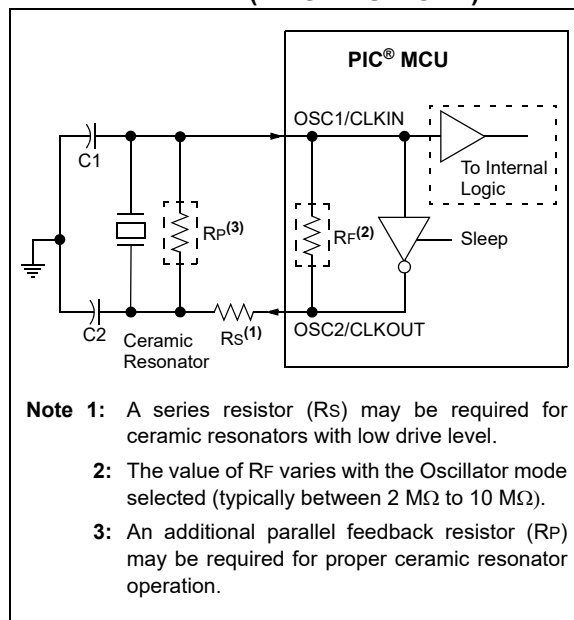 PIC® MCU
OSC1/CLKIN
C1
To Internal
Logic
RP(3)
RF(2)
Sleep
C2
Ceramic
Resonator
RS(1)
OSC2/CLKOUT
Note 1: A series resistor (RS) may be required for
ceramic resonators with low drive level.
2: The value of RF varies with the Oscillator mode
selected (typically between 2 MΩ to 10 MΩ).
3: An additional parallel feedback resistor (RP)
may be required for proper ceramic resonator
operation.